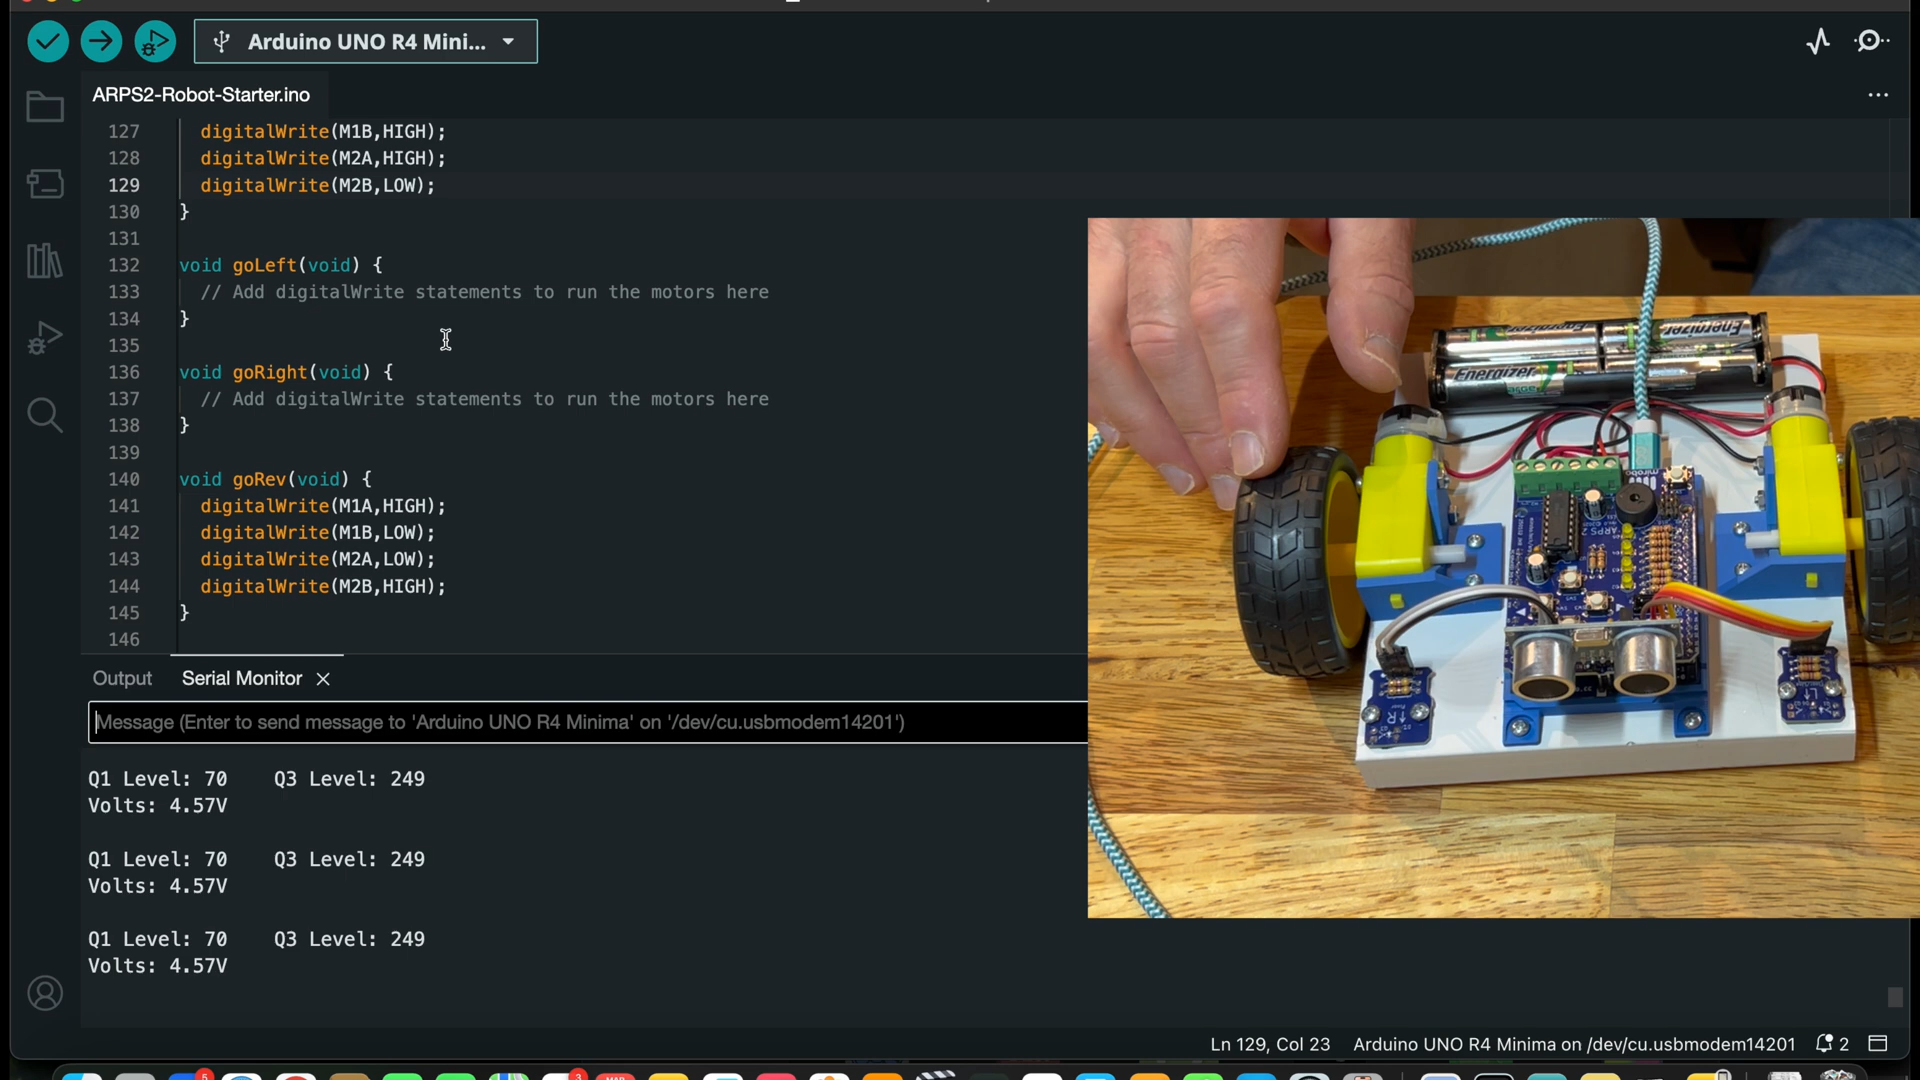 Arduino UNO R4 Mini...
ARPS2-Robot-Starter.ino
127 digitalWrite(M1B,HIGH);
128 digitalWrite(M2A,HIGH);
129 digitalWrite(M2B,LOW);
130 }
131
132 void goLeft(void) {
133 // Add digitalWrite statements to run the motors here
134 }
135
136 void goRight(void) {
137 // Add digitalWrite statements to run the motors here
138 }
139
140 void goRev(void) {
141 digitalWrite(M1A,HIGH);
142 digitalWrite(M1B,LOW);
143 digitalWrite(M2A,LOW);
144 digitalWrite(M2B,HIGH);
145 }
146
Output Serial Monitor
Message (Enter to send message to 'Arduino UNO R4 Minima' on '/dev/cu.usbmodem14201')
Q1 Level: 70 Q3 Level: 249
Volts: 4.57V
Q1 Level: 70 Q3 Level: 249
Volts: 4.57V
Q1 Level: 70 Q3 Level: 249
Volts: 4.57V
Energizer
Energizer
Energizer
mirobo
ARPS 2
R
L
Ln 129, Col 23 Arduino UNO R4 Minima on /dev/cu.usbmodem14201 2
5
3
MAR